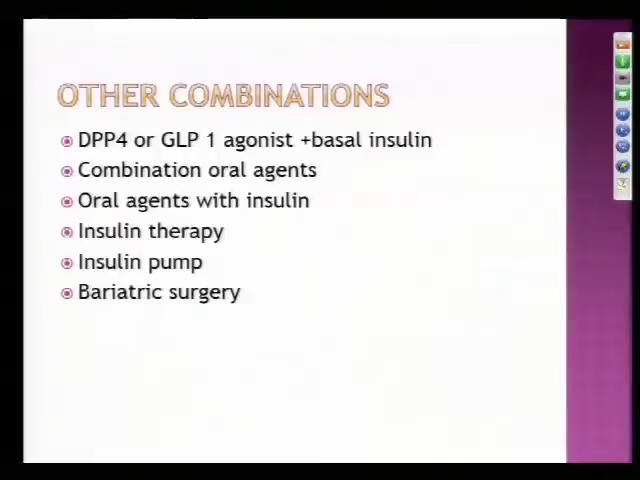 OTHER COMBINATIONS
DPP4 or GLP 1 agonist +basal insulin
Combination oral agents
Oral agents with insulin
Insulin therapy
Insulin pump
Bariatric surgery